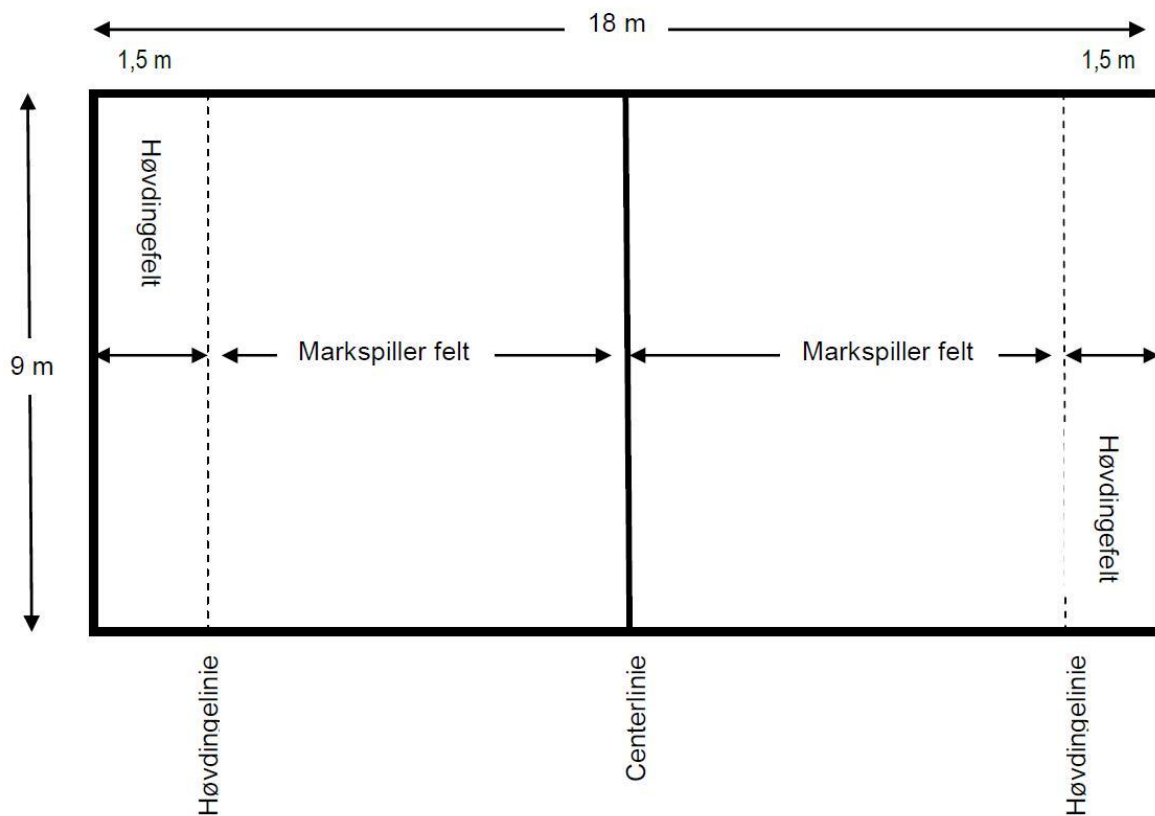 18 m
1,5 m
1,5 m
Høvdingefelt
9 m
Markspiller felt
Markspiller felt
Høvdingefelt
Høvdingelinie
Centerlinie
Høvdingelinie